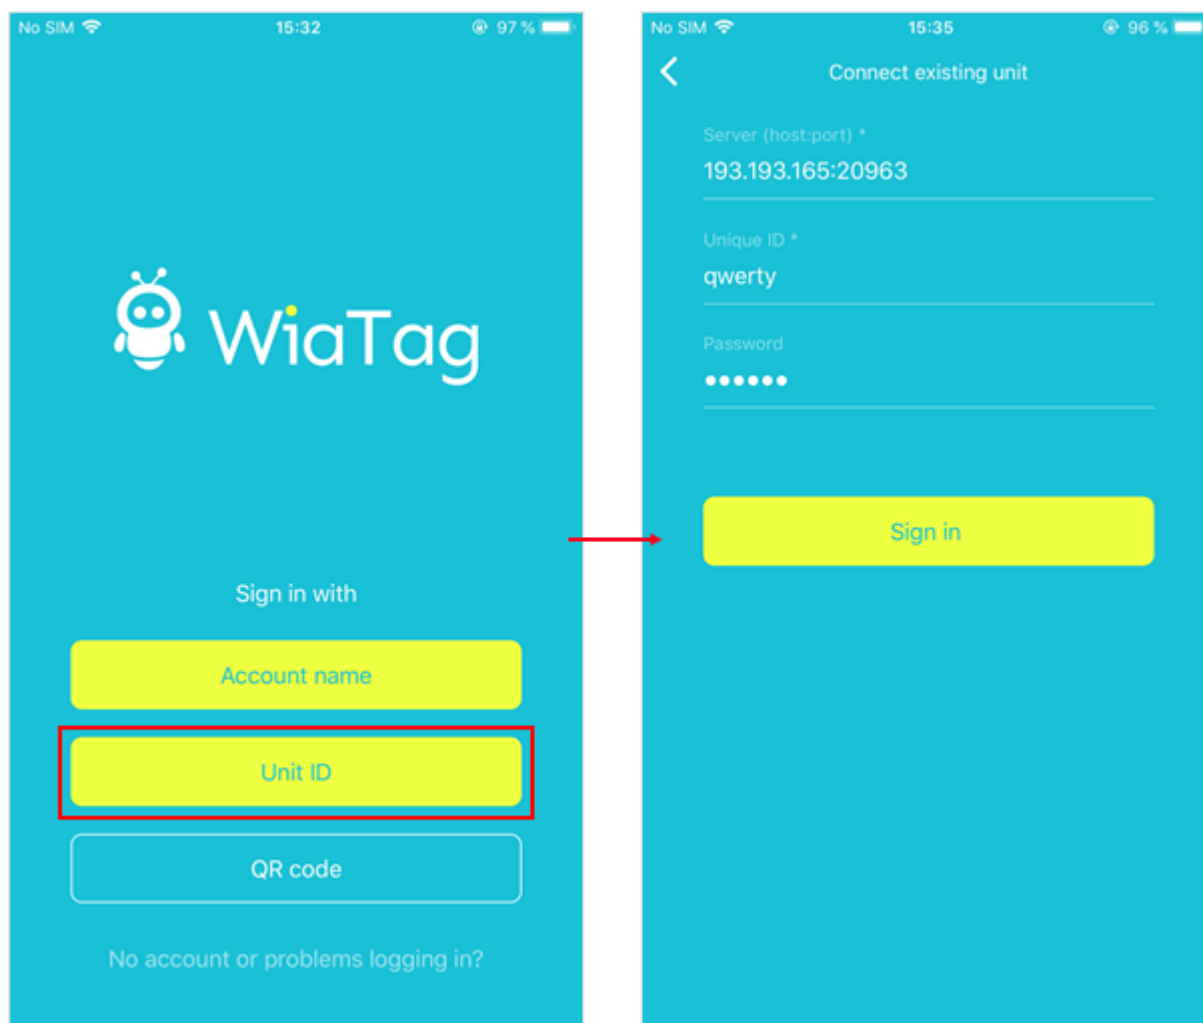 No SIM 15:32 97 %
WiaTag
Sign in with
Account name
Unit ID
QR code
No account or problems logging in?
No SIM 15:35 96 %
Connect existing unit
Server (host:port) *
193.193.165:20963
Unique ID *
qwerty
Password
••••••
Sign in